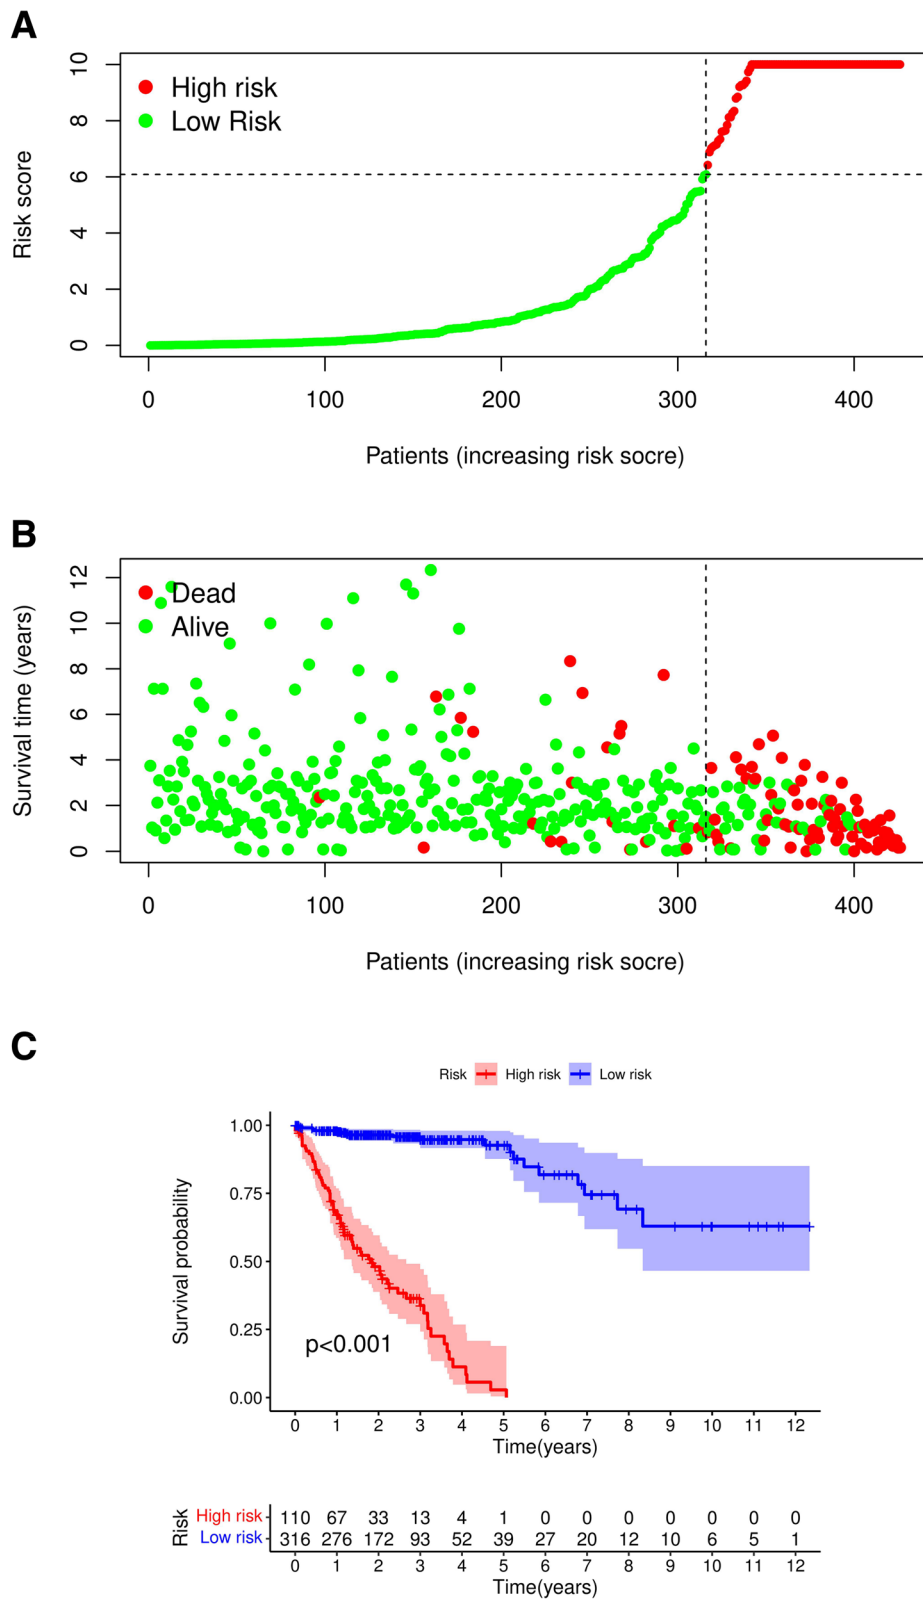 A
10
8
6
4
2
0
Risk score
High risk
Low Risk
0 100 200 300 400
Patients (increasing risk socre)
B
12
10
8
6
4
2
0
Survival time (years)
Dead
Alive
0 100 200 300 400
Patients (increasing risk socre)
C
Risk High risk Low risk
1.00
0.75
0.50
0.25
0.00
Survival probability
p<0.001
0 1 2 3 4 5 6 7 8 9 10 11 12
Time(years)
Risk
High risk 110 67 33 13 4 1 0 0 0 0 0 0 0
Low risk 316 276 172 93 52 39 27 20 12 10 6 5 1
0 1 2 3 4 5 6 7 8 9 10 11 12
Time(years)